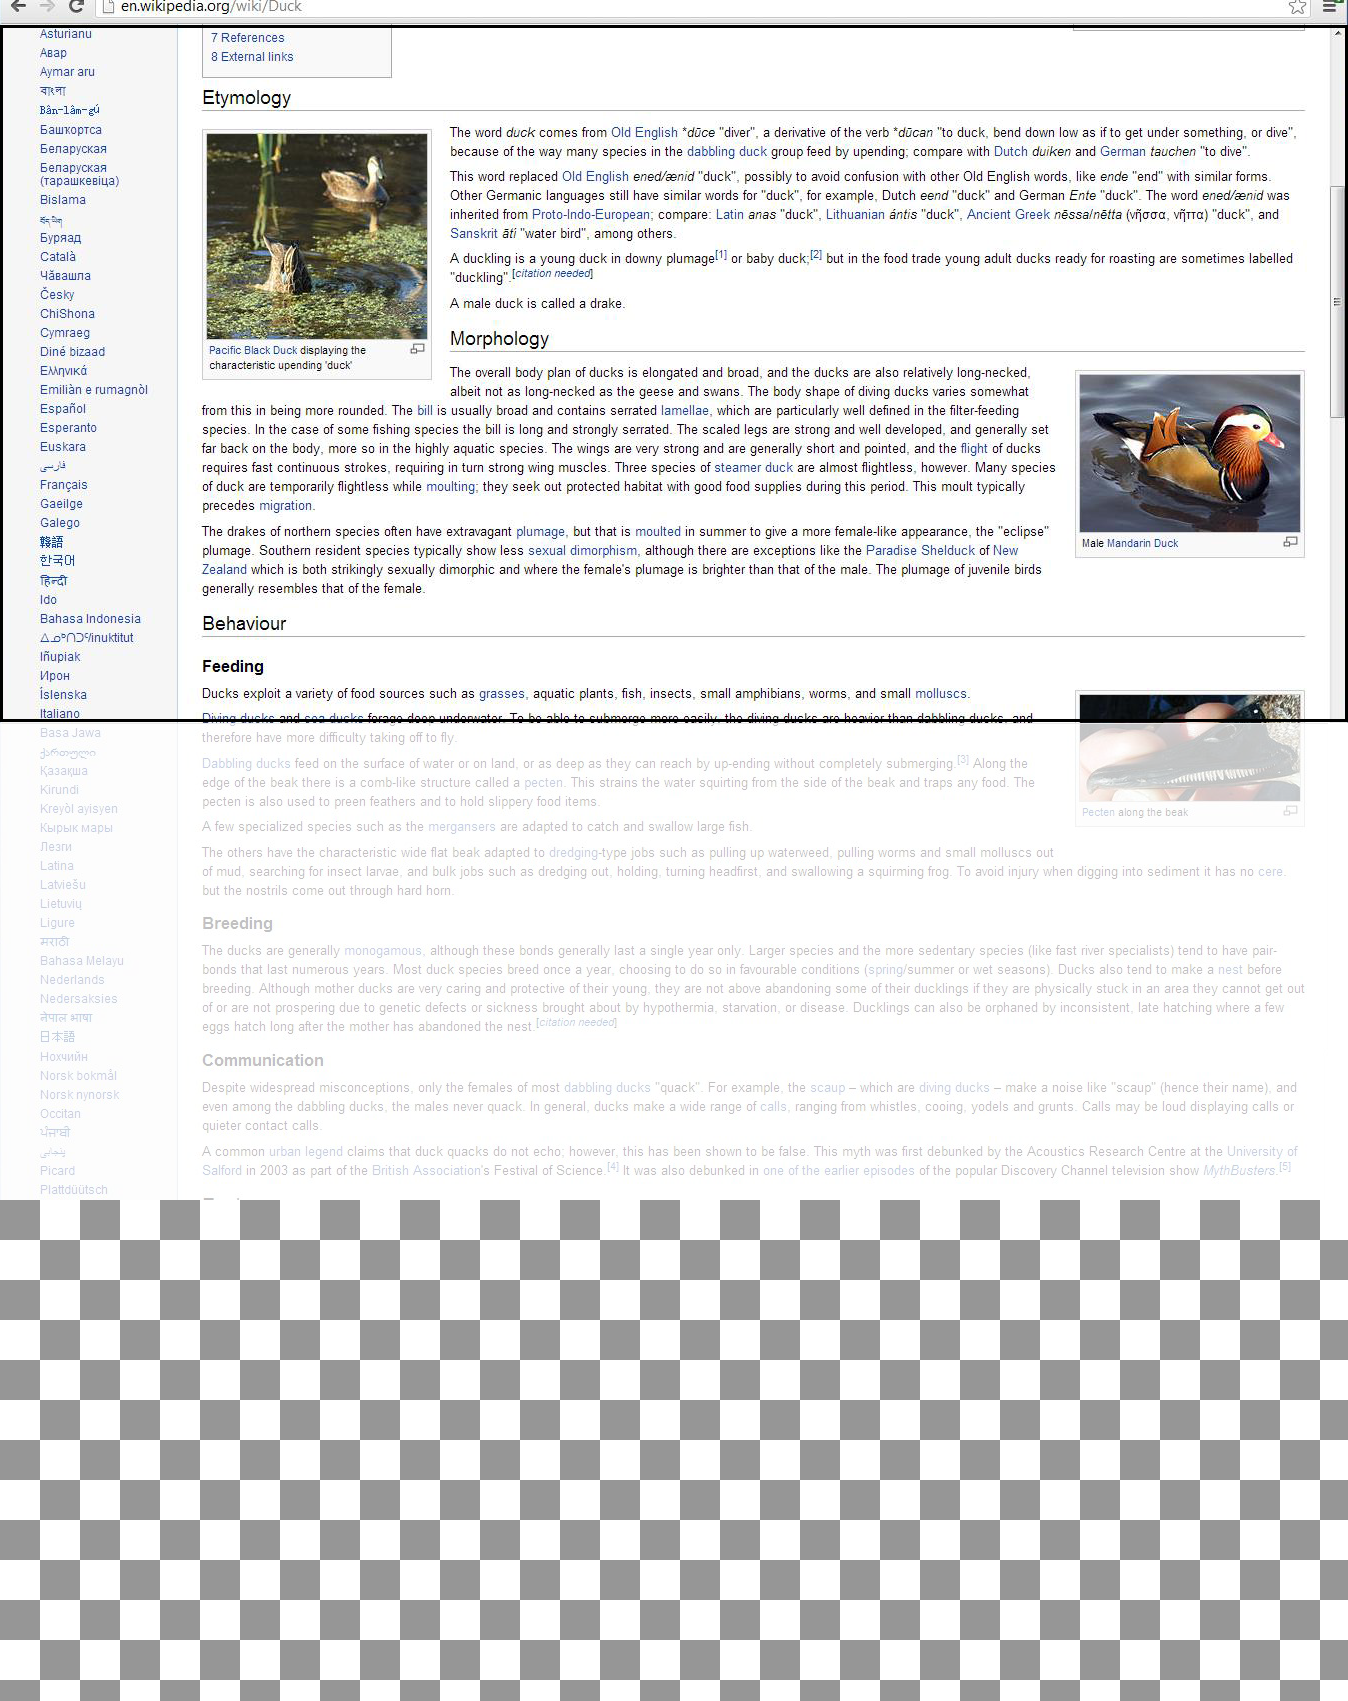 en.wikipedia.org/wiki/Duck
Asturianu
Авар
Aymar aru
বাংলা
Bân-lâm-gú
Башҡортса
Беларуская
Беларуская
(тарашкевіца)
Bislama
བོད་ཡིག
Буряад
Català
Чӑвашла
Česky
ChiShona
Cymraeg
Diné bizaad
Ελληνικά
Emiliàn e rumagnòl
Español
Esperanto
Euskara
فارسی
Français
Gaeilge
Galego
贛語
한국어
हिन्दी
Ido
Bahasa Indonesia
ᐃᓄᒃᑎᑐᑦ/inuktitut
Iñupiak
Ирон
Íslenska
Italiano
Basa Jawa
ქართული
Қазақша
Kirundi
Kreyòl ayisyen
Кырык мары
Лезги
Latina
Latviešu
Lietuvių
Ligure
मराठी
Bahasa Melayu
Nederlands
Nedersaksies
नेपाल भाषा
日本語
Нохчийн
Norsk bokmål
Norsk nynorsk
Occitan
ਪੰਜਾਬੀ
پنجابی
Picard
Plattdüütsch
7 References
8 External links
Etymology
Pacific Black Duck displaying the
characteristic upending 'duck'
The word duck comes from Old English *dūce "diver", a derivative of the verb *dūcan "to duck, bend down low as if to get under something, or dive",
because of the way many species in the dabbling duck group feed by upending; compare with Dutch duiken and German tauchen "to dive".
This word replaced Old English ened/ænid "duck", possibly to avoid confusion with other Old English words, like ende "end" with similar forms.
Other Germanic languages still have similar words for "duck", for example, Dutch eend "duck" and German Ente "duck". The word ened/ænid was
inherited from Proto-Indo-European; compare: Latin anas "duck", Lithuanian ántis "duck", Ancient Greek nēssa/nētta (νῆσσα, νῆττα) "duck", and
Sanskrit ātí "water bird", among others.
A duckling is a young duck in downy plumage[1] or baby duck;[2] but in the food trade young adult ducks ready for roasting are sometimes labelled
"duckling".[citation needed]
A male duck is called a drake.
Morphology
The overall body plan of ducks is elongated and broad, and the ducks are also relatively long-necked,
albeit not as long-necked as the geese and swans. The body shape of diving ducks varies somewhat
from this in being more rounded. The bill is usually broad and contains serrated lamellae, which are particularly well defined in the filter-feeding
species. In the case of some fishing species the bill is long and strongly serrated. The scaled legs are strong and well developed, and generally set
far back on the body, more so in the highly aquatic species. The wings are very strong and are generally short and pointed, and the flight of ducks
requires fast continuous strokes, requiring in turn strong wing muscles. Three species of steamer duck are almost flightless, however. Many species
of duck are temporarily flightless while moulting; they seek out protected habitat with good food supplies during this period. This moult typically
precedes migration.
Male Mandarin Duck
The drakes of northern species often have extravagant plumage, but that is moulted in summer to give a more female-like appearance, the "eclipse"
plumage. Southern resident species typically show less sexual dimorphism, although there are exceptions like the Paradise Shelduck of New
Zealand which is both strikingly sexually dimorphic and where the female's plumage is brighter than that of the male. The plumage of juvenile birds
generally resembles that of the female.
Behaviour
Feeding
Ducks exploit a variety of food sources such as grasses, aquatic plants, fish, insects, small amphibians, worms, and small molluscs.
Diving ducks and sea ducks forage deep underwater. To be able to submerge more easily, the diving ducks are heavier than dabbling ducks, and
therefore have more difficulty taking off to fly.
Dabbling ducks feed on the surface of water or on land, or as deep as they can reach by up-ending without completely submerging.[3] Along the
edge of the beak there is a comb-like structure called a pecten. This strains the water squirting from the side of the beak and traps any food. The
pecten is also used to preen feathers and to hold slippery food items.
Pecten along the beak
A few specialized species such as the mergansers are adapted to catch and swallow large fish.
The others have the characteristic wide flat beak adapted to dredging-type jobs such as pulling up waterweed, pulling worms and small molluscs out
of mud, searching for insect larvae, and bulk jobs such as dredging out, holding, turning headfirst, and swallowing a squirming frog. To avoid injury when digging into sediment it has no cere,
but the nostrils come out through hard horn.
Breeding
The ducks are generally monogamous, although these bonds generally last a single year only. Larger species and the more sedentary species (like fast river specialists) tend to have pair-
bonds that last numerous years. Most duck species breed once a year, choosing to do so in favourable conditions (spring/summer or wet seasons). Ducks also tend to make a nest before
breeding. Although mother ducks are very caring and protective of their young, they are not above abandoning some of their ducklings if they are physically stuck in an area they cannot get out
of or are not prospering due to genetic defects or sickness brought about by hypothermia, starvation, or disease. Ducklings can also be orphaned by inconsistent, late hatching where a few
eggs hatch long after the mother has abandoned the nest.[citation needed]
Communication
Despite widespread misconceptions, only the females of most dabbling ducks "quack". For example, the scaup – which are diving ducks – make a noise like "scaup" (hence their name), and
even among the dabbling ducks, the males never quack. In general, ducks make a wide range of calls, ranging from whistles, cooing, yodels and grunts. Calls may be loud displaying calls or
quieter contact calls.
A common urban legend claims that duck quacks do not echo; however, this has been shown to be false. This myth was first debunked by the Acoustics Research Centre at the University of
Salford in 2003 as part of the British Association's Festival of Science.[4] It was also debunked in one of the earlier episodes of the popular Discovery Channel television show MythBusters.[5]